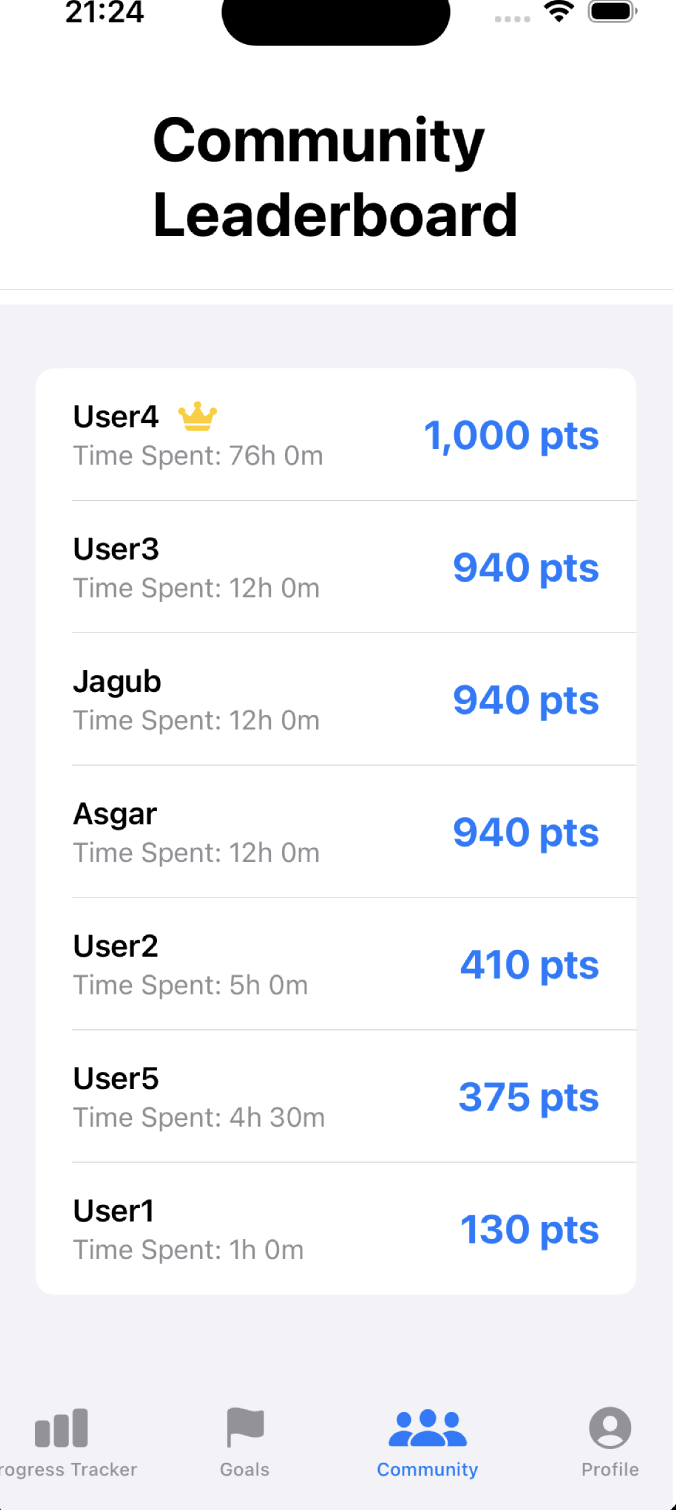 21:24
Community
Leaderboard
User4
Time Spent: 76h 0m
1,000 pts
User3
Time Spent: 12h 0m
940 pts
Jagub
Time Spent: 12h 0m
940 pts
Asgar
Time Spent: 12h 0m
940 pts
User2
Time Spent: 5h 0m
410 pts
User5
Time Spent: 4h 30m
375 pts
User1
Time Spent: 1h 0m
130 pts
rogress Tracker
Goals
Community
Profile